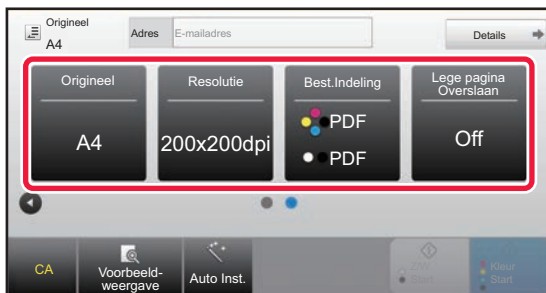 Origineel
A4
Adres
E-mailadres
Details
Origineel
A4
Resolutie
200x200dpi
Best.Indeling
PDF
PDF
Lege pagina
Overslaan
Off
CA
Voorbeeld-
weergave
Auto Inst.
Z/W
Start
Kleur
Start